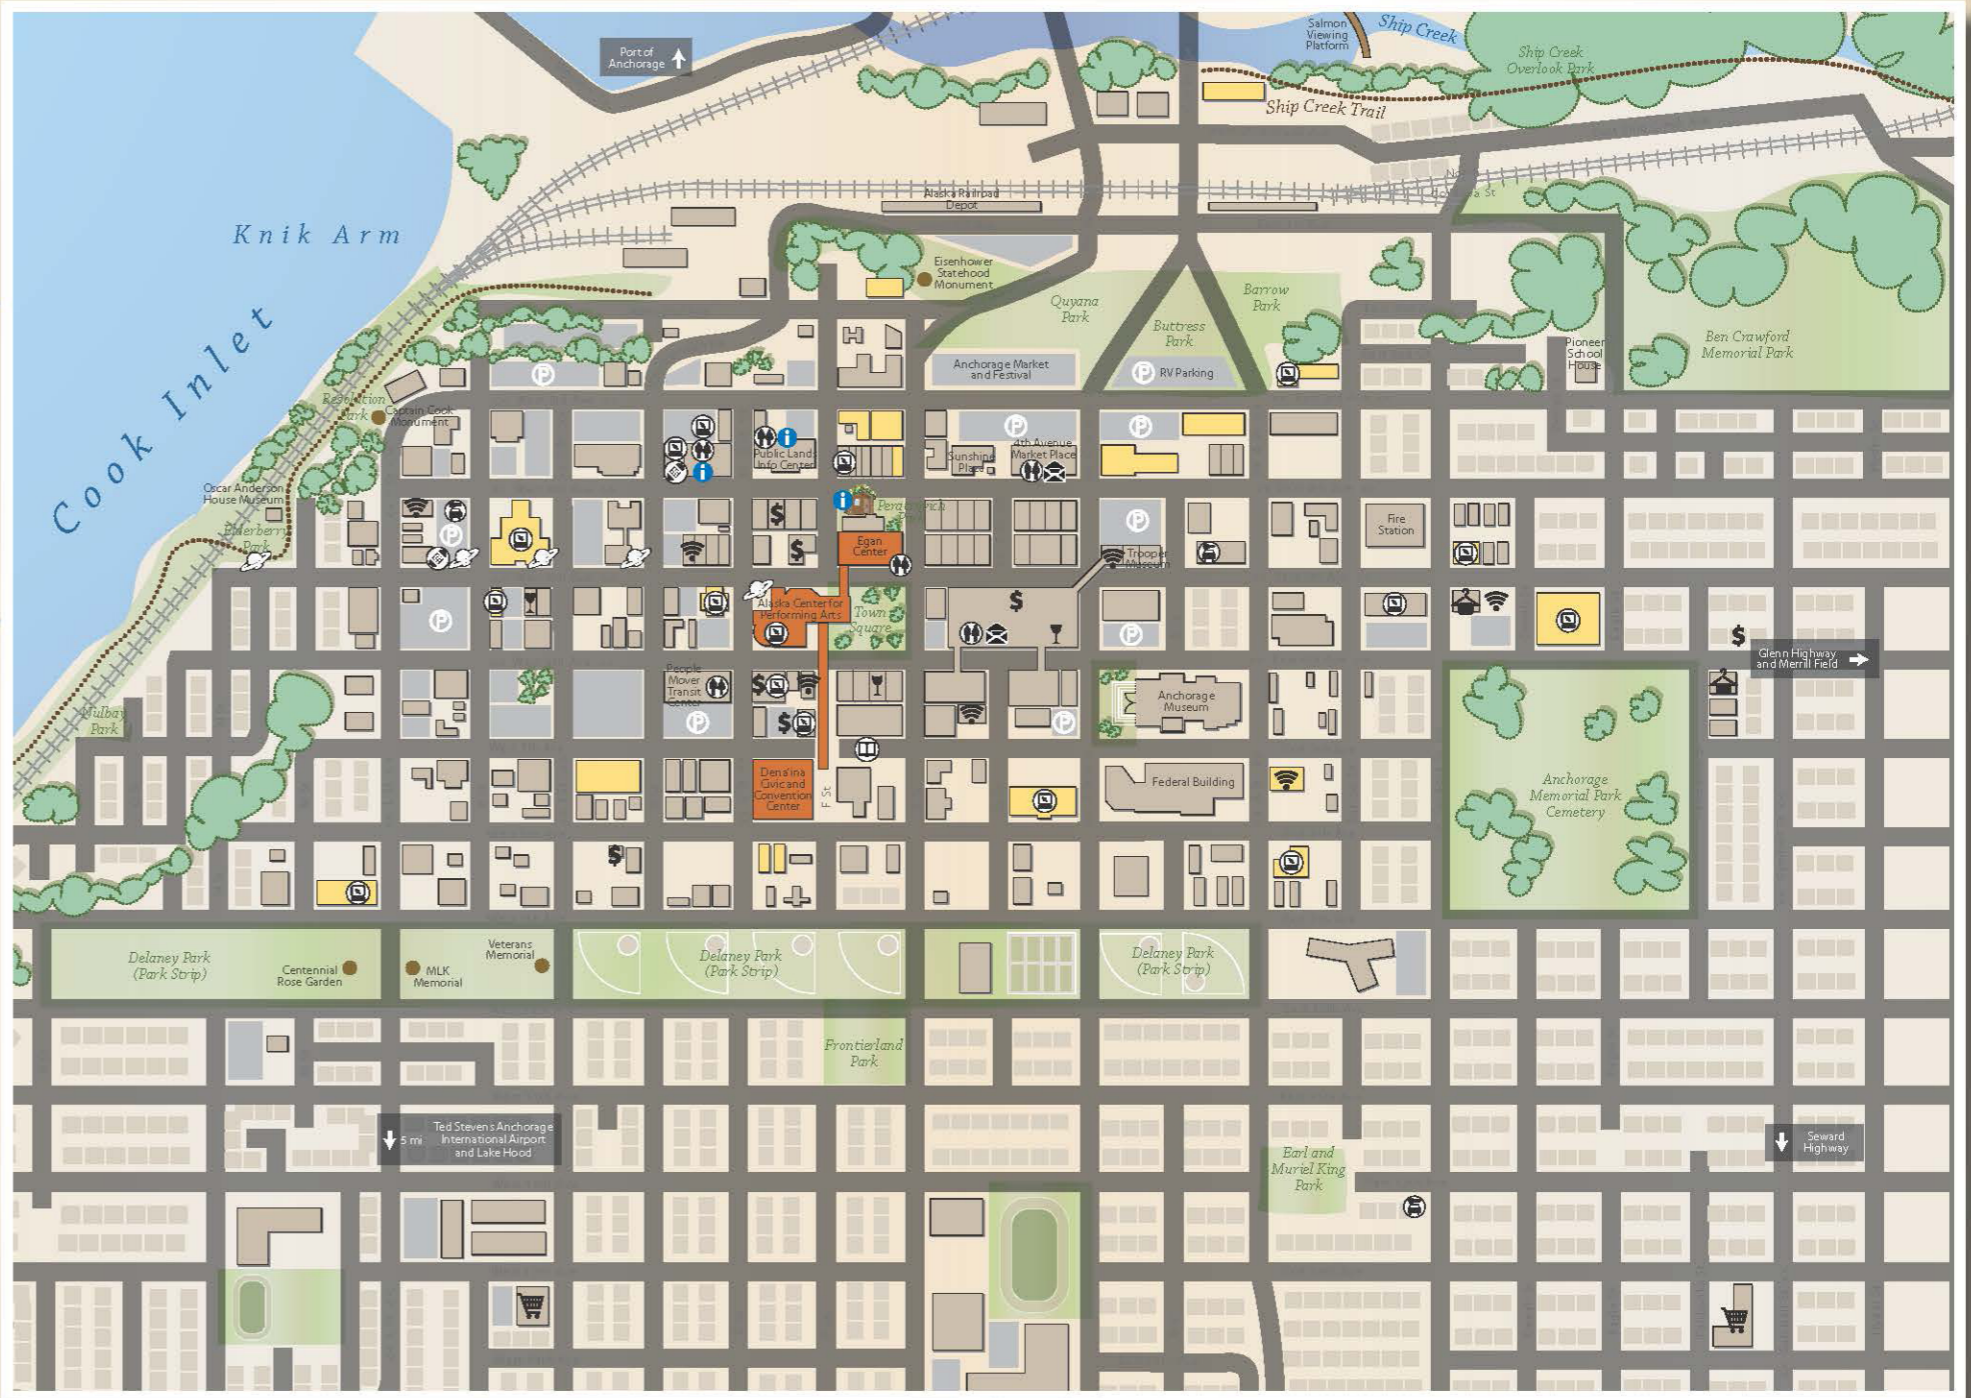 Port of
Anchorage
Salmon
Viewing
Platform
Ship Creek
Ship Creek
Overlook Park
Ship Creek Trail
Alaska Railroad
Depot
Knik Arm
Cook Inlet
Eisenhower
Statehood
Monument
Quyana
Park
Barrow
Park
Buttress
Park
Pioneer
School
House
Ben Crawford
Memorial Park
Anchorage Market
and Festival
P
P RV Parking
Resolution
Park
Captain Cook
Monument
P
P
Public Lands
Info Center
Sunshine
Plaza
4th Avenue
Market Place
Oscar Anderson
House Museum
Elderberry
Park
P
Peratrovich
Park
Egan
Center
P
Trooper
Museum
Fire
Station
P
Alaska Center for
Performing Arts
Town
Square
P
Glenn Highway
and Merrill Field
People
Mover
Transit
Center
P
P
Anchorage
Museum
Nulbay
Park
Dena'ina
Civic and
Convention
Center
F St
Federal Building
Anchorage
Memorial Park
Cemetery
Delaney Park
(Park Strip)
Centennial
Rose Garden
MLK
Memorial
Veterans
Memorial
Delaney Park
(Park Strip)
Delaney Park
(Park Strip)
Frontierland
Park
5 mi
Ted Stevens Anchorage
International Airport
and Lake Hood
Earl and
Muriel King
Park
Seward
Highway